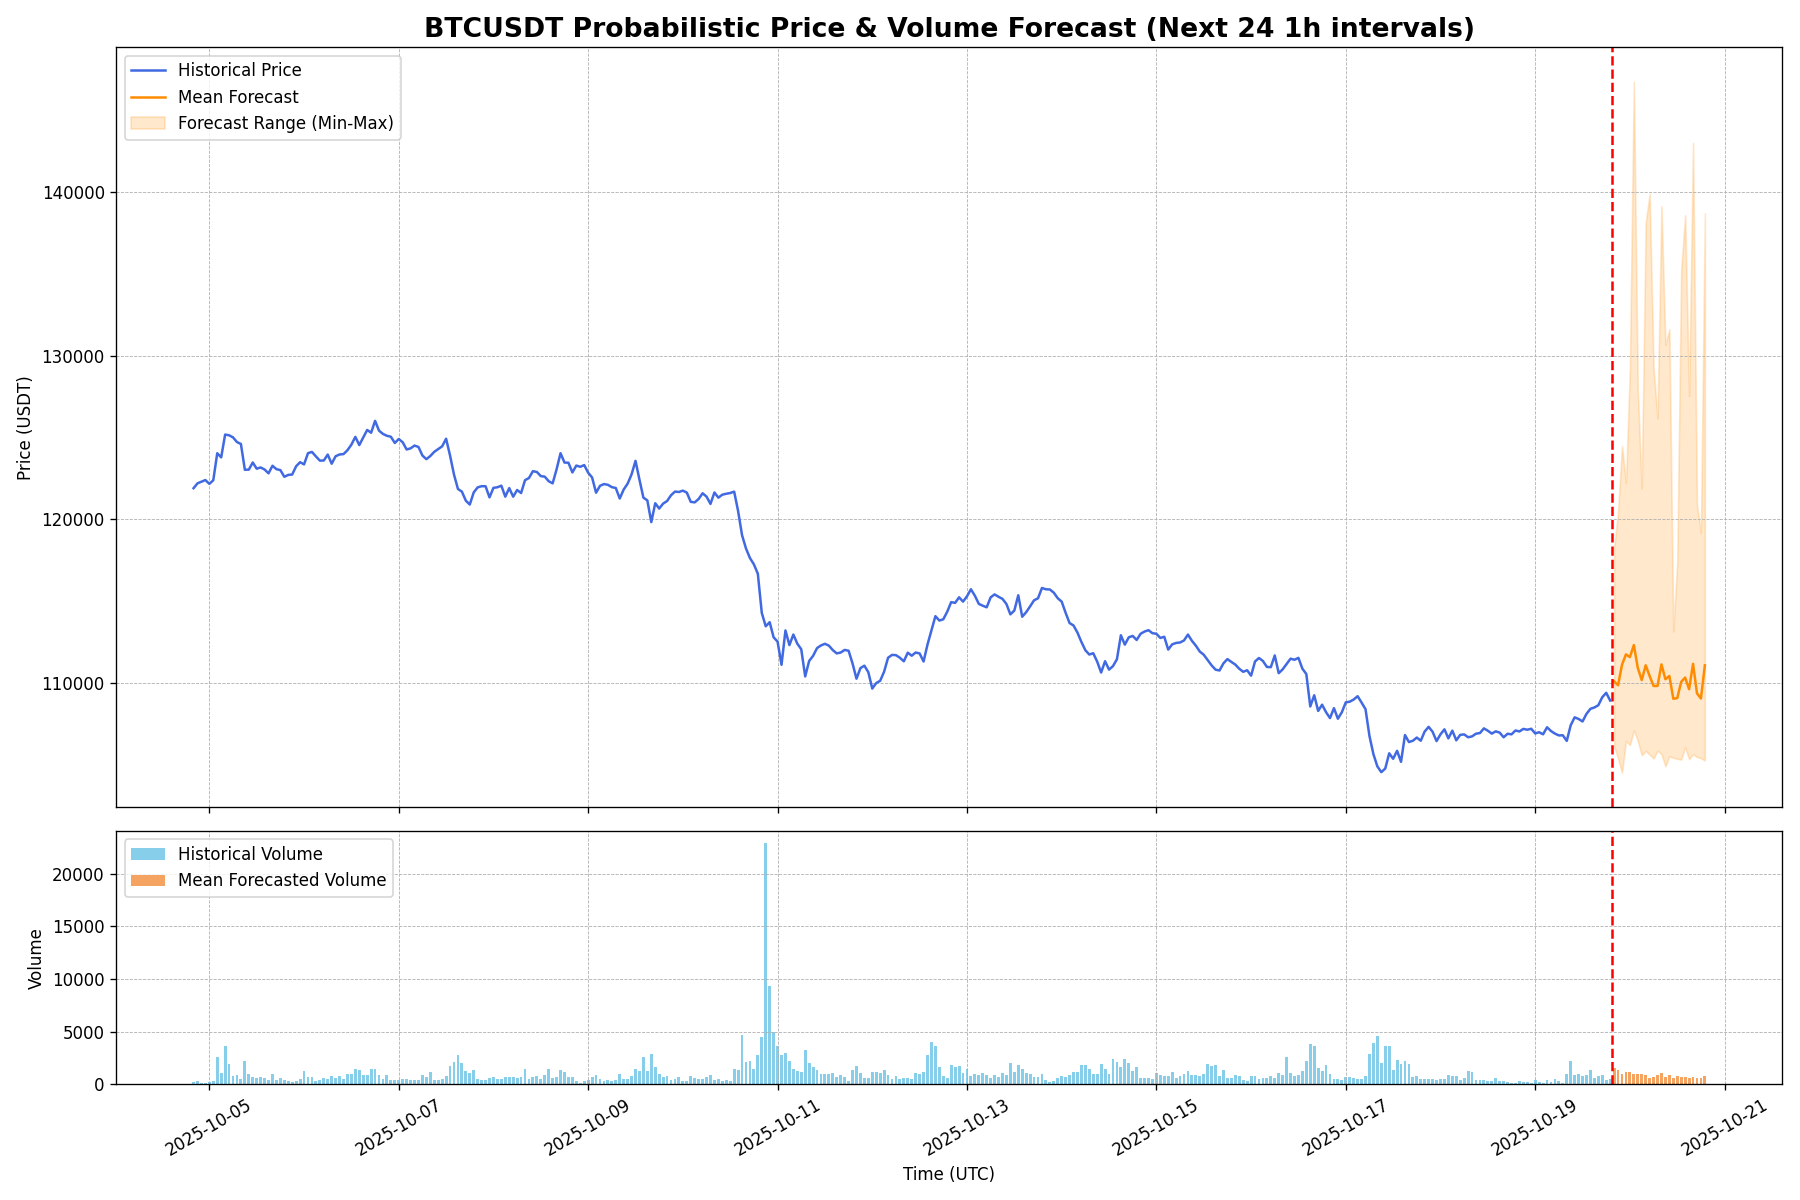 BTCUSDT Probabilistic Price & Volume Forecast (Next 24 1h intervals)
Historical Price
Mean Forecast
Forecast Range (Min-Max)
140000
130000
120000
110000
Price (USDT)
Historical Volume
Mean Forecasted Volume
20000
15000
10000
5000
0
Volume
2025-10-05
2025-10-07
2025-10-09
2025-10-11
2025-10-13
2025-10-15
2025-10-17
2025-10-19
2025-10-21
Time (UTC)